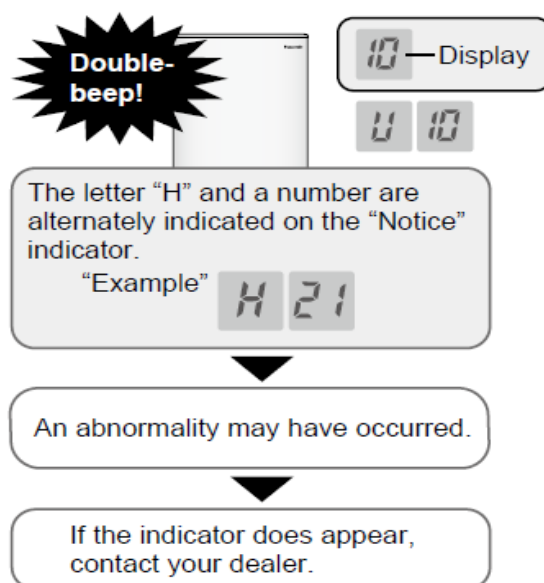 Double-
beep!
10
Display
U 10
The letter “H” and a number are
alternately indicated on the “Notice”
indicator.
“Example” H 21
An abnormality may have occurred.
If the indicator does appear,
contact your dealer.